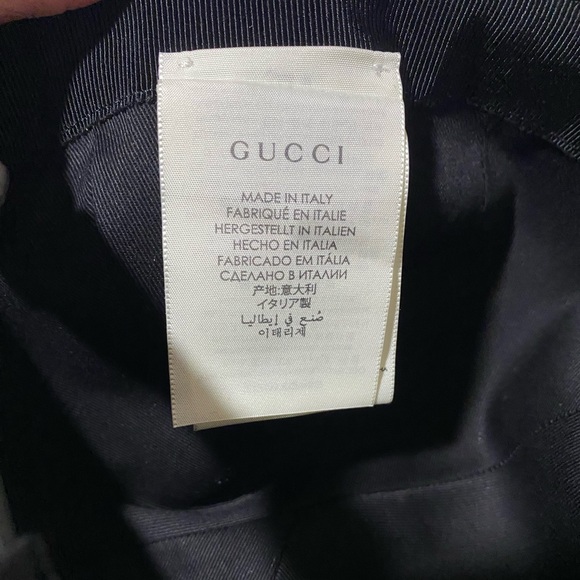 GUCCI
MADE IN ITALY
FABRIQUÉ EN ITALIE
HERGESTELLT IN ITALIEN
HECHO EN ITALIA
FABRICADO EM ITÁLIA
СДЕЛАНО В ИТАЛИИ
产地:意大利
イタリア製
صُنع في إيطاليا
이태리제